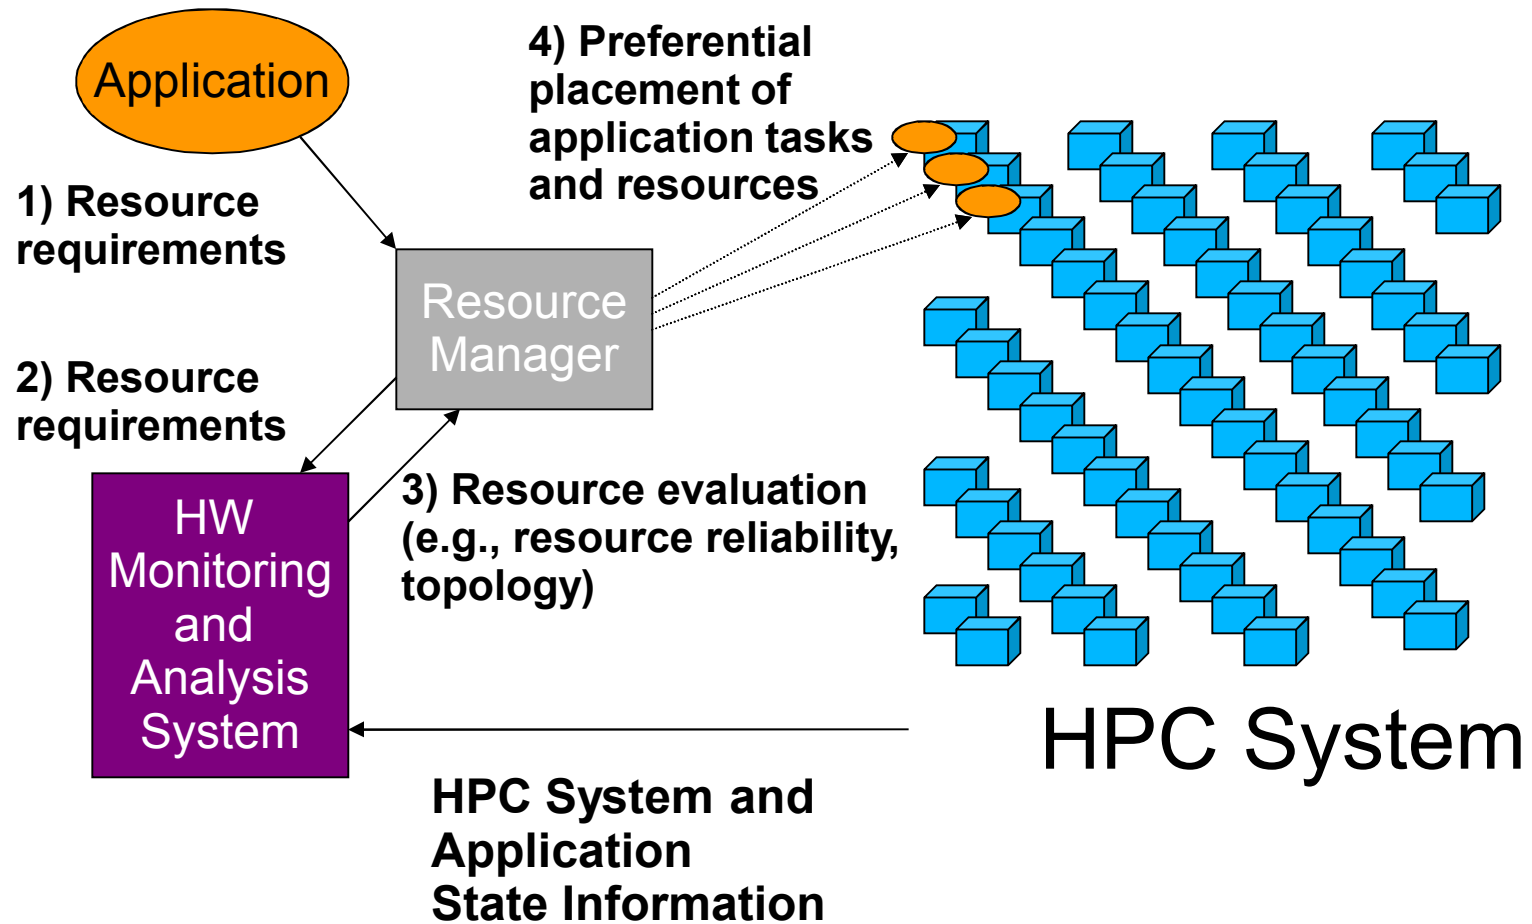 Application
4) Preferential
placement of
application tasks
and resources
1) Resource
requirements
Resource
Manager
2) Resource
requirements
HW
Monitoring
and
Analysis
System
3) Resource evaluation
(e.g., resource reliability,
topology)
HPC System
HPC System and
Application
State Information